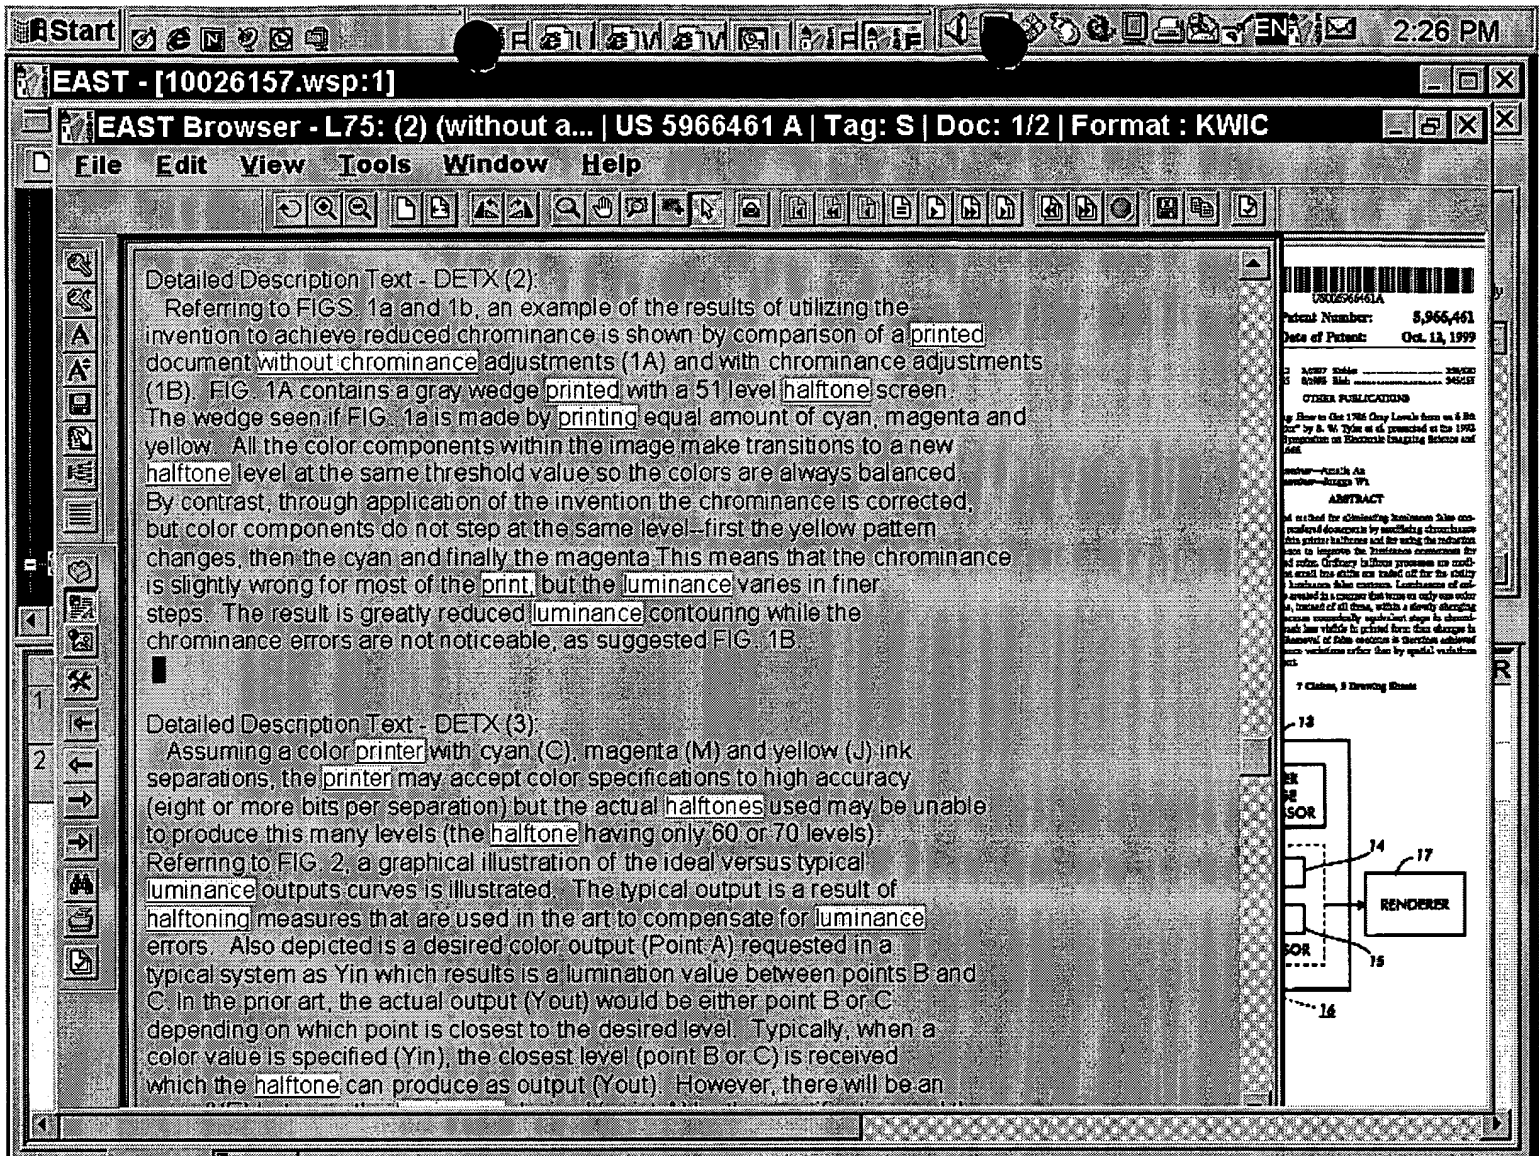 Start
EN
2:26 PM
EAST - [10026157.wsp:1]
EAST Browser - L75: (2) (without a... | US 5966461 A | Tag: S | Doc: 1/2 | Format : KWIC
File Edit View Tools Window Help
Detailed Description Text - DETX (2):
Referring to FIGS. 1a and 1b, an example of the results of utilizing the
invention to achieve reduced chrominance is shown by comparison of a printed
document without chrominance adjustments (1A) and with chrominance adjustments
(1B). FIG. 1A contains a gray wedge printed with a 51 level halftone screen.
The wedge seen if FIG. 1a is made by printing equal amount of cyan, magenta and
yellow. All the color components within the image make transitions to a new
halftone level at the same threshold value so the colors are always balanced.
By contrast, through application of the invention the chrominance is corrected,
but color components do not step at the same level--first the yellow pattern
changes, then the cyan and finally the magenta This means that the chrominance
is slightly wrong for most of the print, but the luminance varies in finer
steps. The result is greatly reduced luminance contouring while the
chrominance errors are not noticeable, as suggested FIG. 1B.
Detailed Description Text - DETX (3):
Assuming a color printer with cyan (C), magenta (M) and yellow (J) ink
separations, the printer may accept color specifications to high accuracy
(eight or more bits per separation) but the actual halftones used may be unable
to produce this many levels (the halftone having only 60 or 70 levels).
Referring to FIG. 2, a graphical illustration of the ideal versus typical
luminance outputs curves is illustrated. The typical output is a result of
halftoning measures that are used in the art to compensate for luminance
errors. Also depicted is a desired color output (Point A) requested in a
typical system as Yin which results is a lumination value between points B and
C. In the prior art, the actual output (Yout) would be either point B or C
depending on which point is closest to the desired level. Typically, when a
color value is specified (Yin), the closest level (point B or C) is received
which the halftone can produce as output (Yout). However, there will be an
1
2
US005966461A
Patent Number: 5,966,461
Date of Patent: Oct. 12, 1999
OTHER PUBLICATIONS
ABSTRACT
7 Claims, 5 Drawing Sheets
13
14
17
RENDERER
SOR
15
16
R